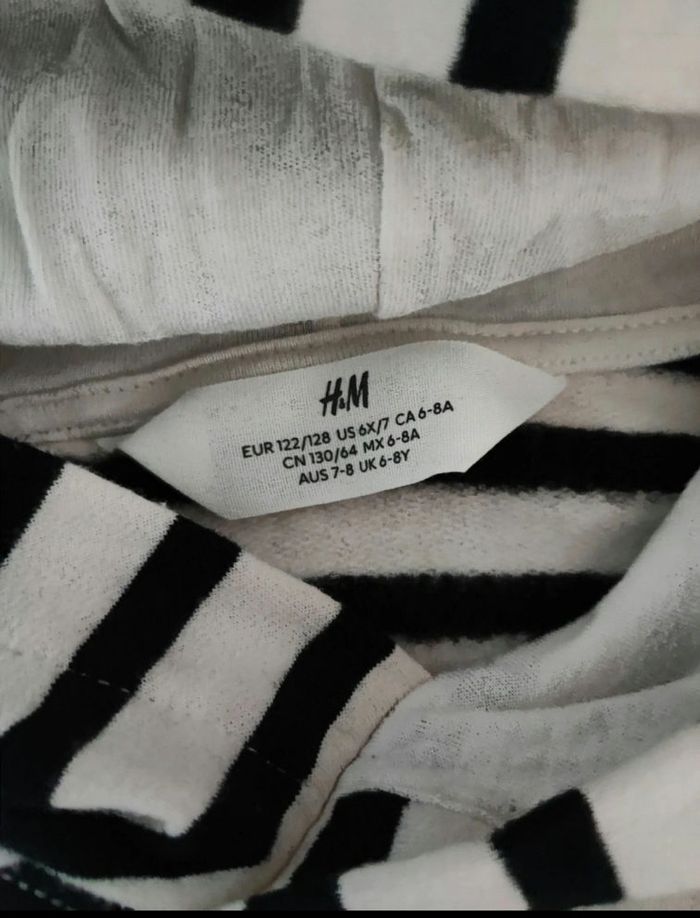 H&M
EUR 122/128 US 6X/7 CA 6-8A
CN 130/64 MX 6-8A
AUS 7-8 UK 6-8Y